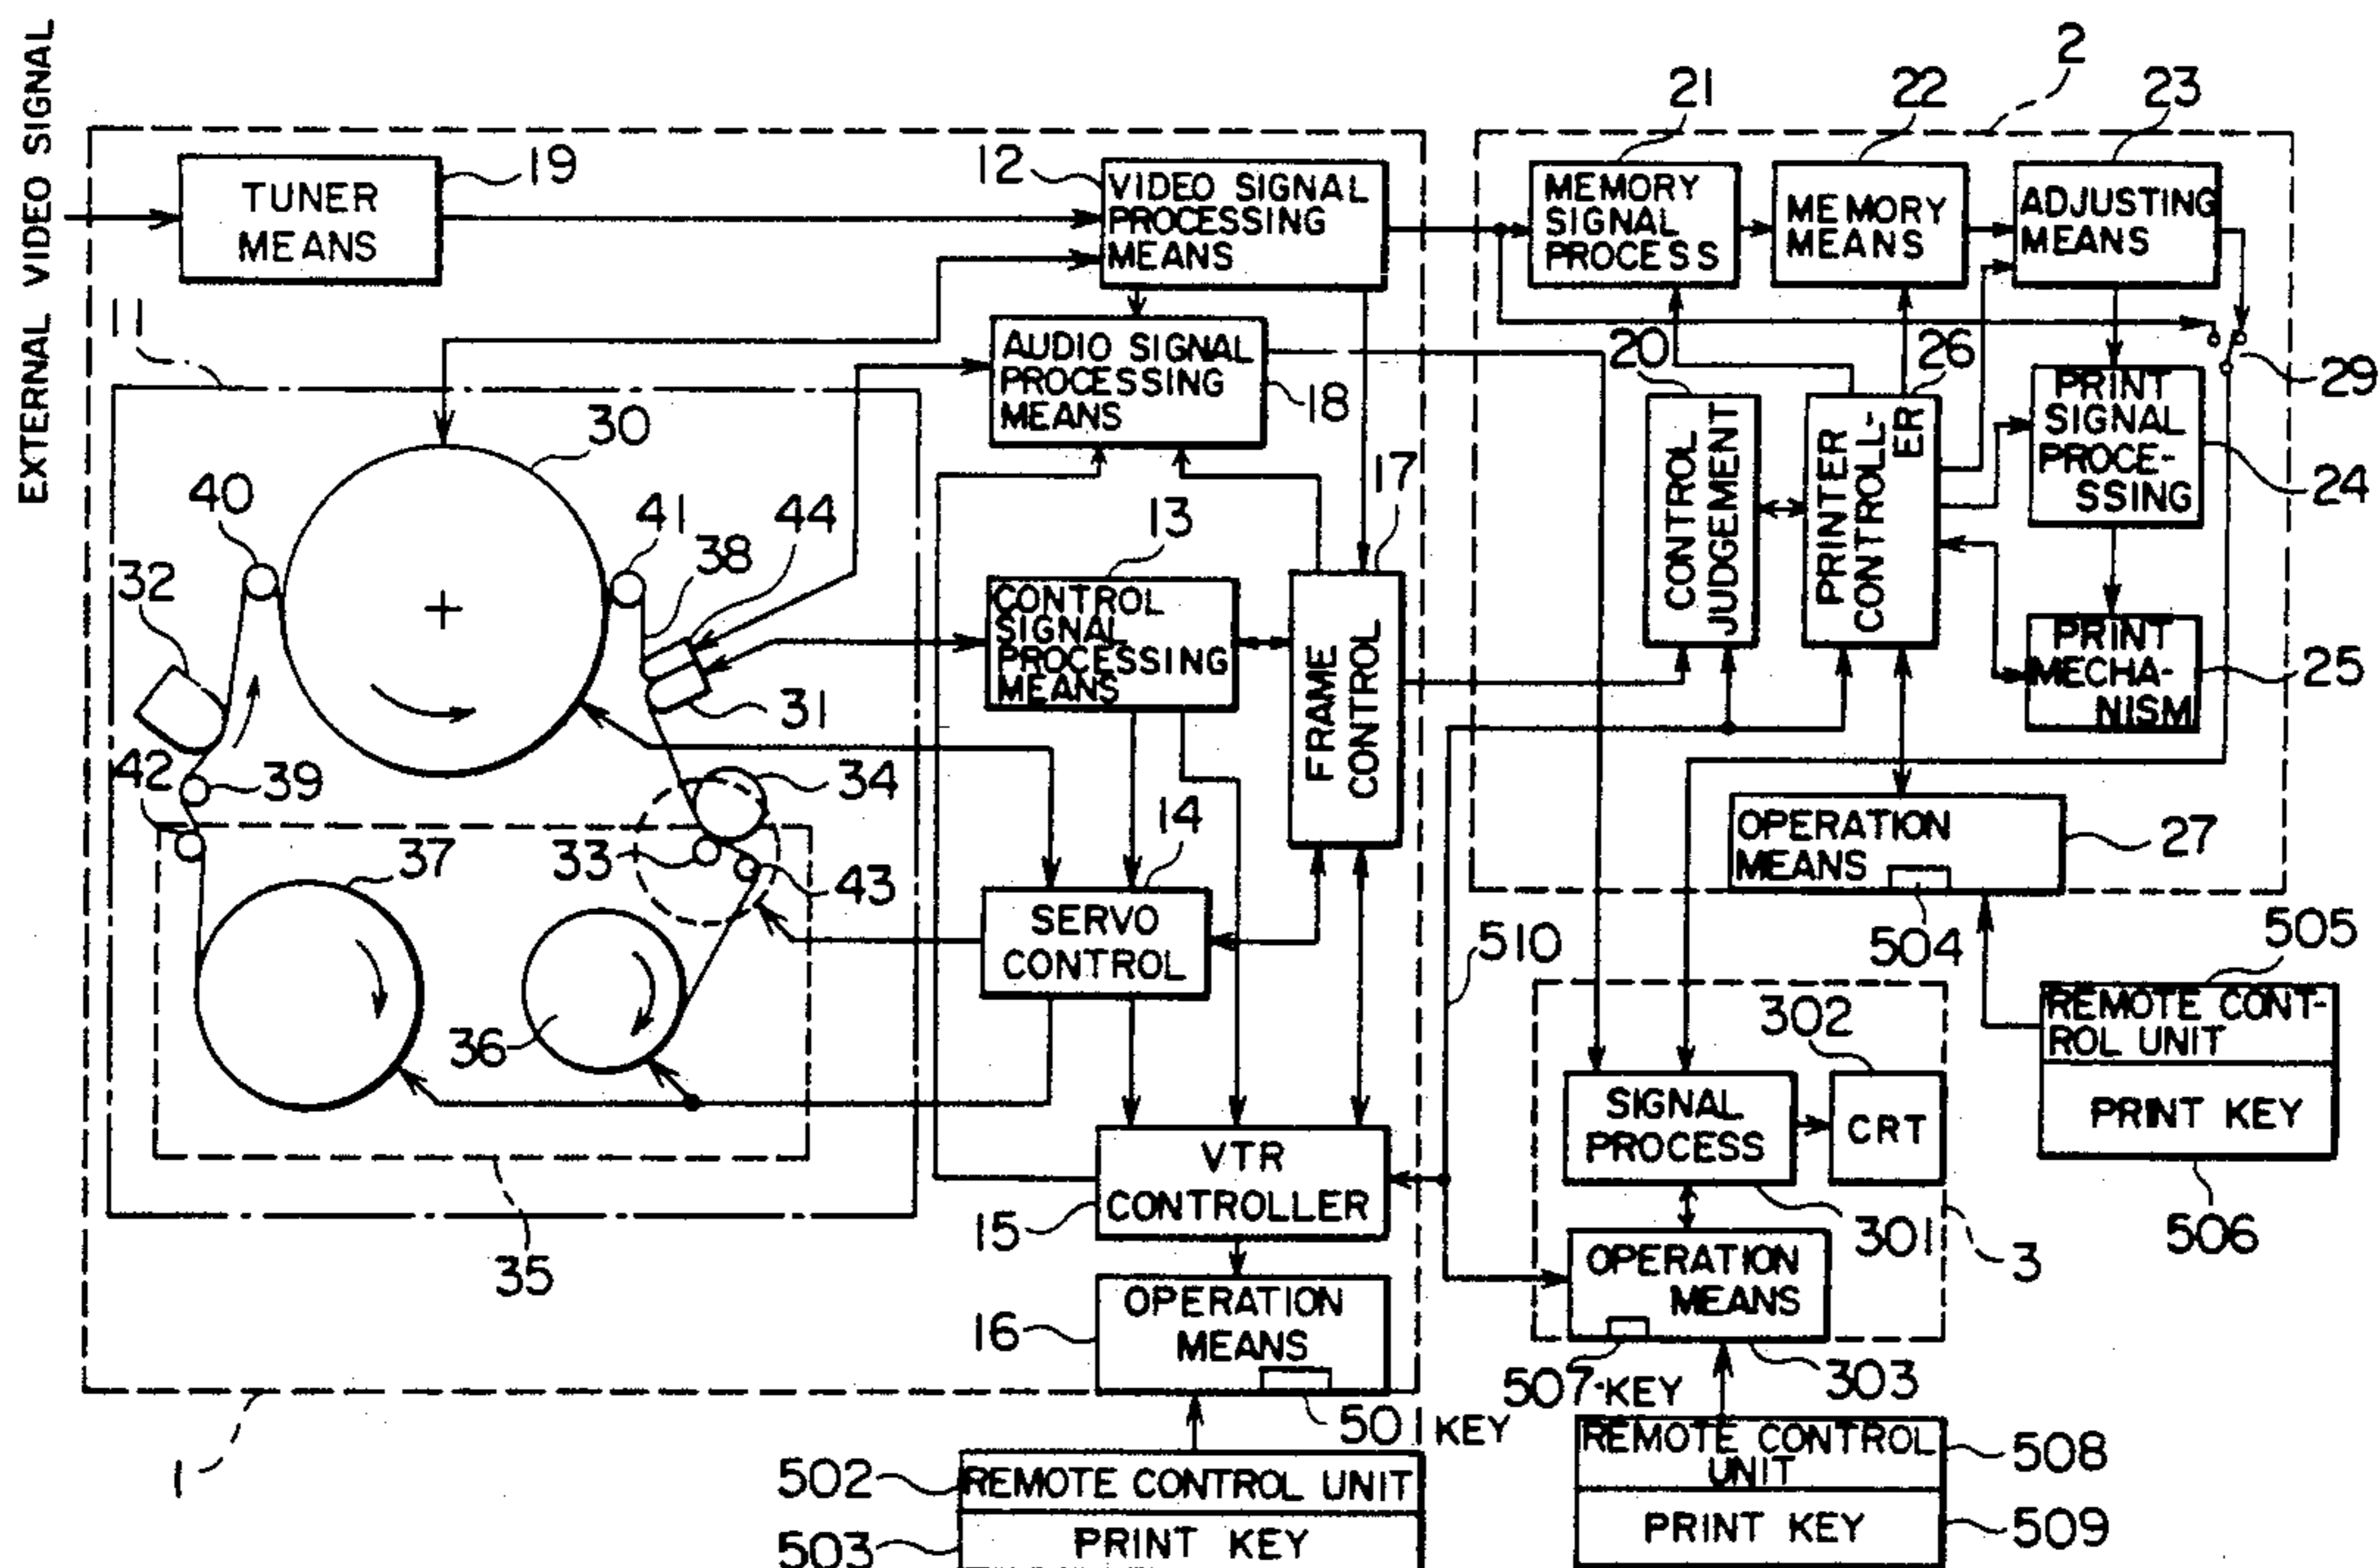 EXTERNAL VIDEO SIGNAL
2
21
22
23
19
12
TUNER
MEANS
VIDEO SIGNAL
PROCESSING
MEANS
MEMORY
SIGNAL
PROCESS
MEMORY
MEANS
ADJUSTING
MEANS
11
AUDIO SIGNAL
PROCESSING
MEANS
18
20
26
29
30
PRINT
SIGNAL
PROCE-
SSING
24
CONTROL
JUDGEMENT
PRINTER
CONTROLL-
ER
40
41
44
38
13
17
32
CONTROL
SIGNAL
PROCESSING
MEANS
FRAME
CONTROL
PRINT
MECHA-
NISM
25
31
42
39
34
14
37
33
43
OPERATION
MEANS
27
504
SERVO
CONTROL
510
505
36
302
REMOTE CONT-
ROL UNIT
PRINT KEY
506
SIGNAL
PROCESS
CRT
VTR
CONTROLLER
15
301
3
35
OPERATION
MEANS
16
OPERATION
MEANS
507-KEY
303
50
KEY
1
502
REMOTE CONTROL UNIT
503
PRINT KEY
REMOTE CONTROL
UNIT
508
PRINT KEY
509